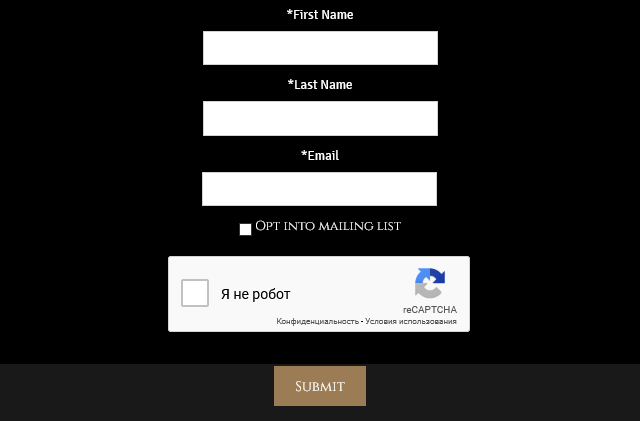 *First Name
*Last Name
*Email
Opt into mailing list
Я не робот
reCAPTCHA
Конфиденциальность - Условия использования
Submit